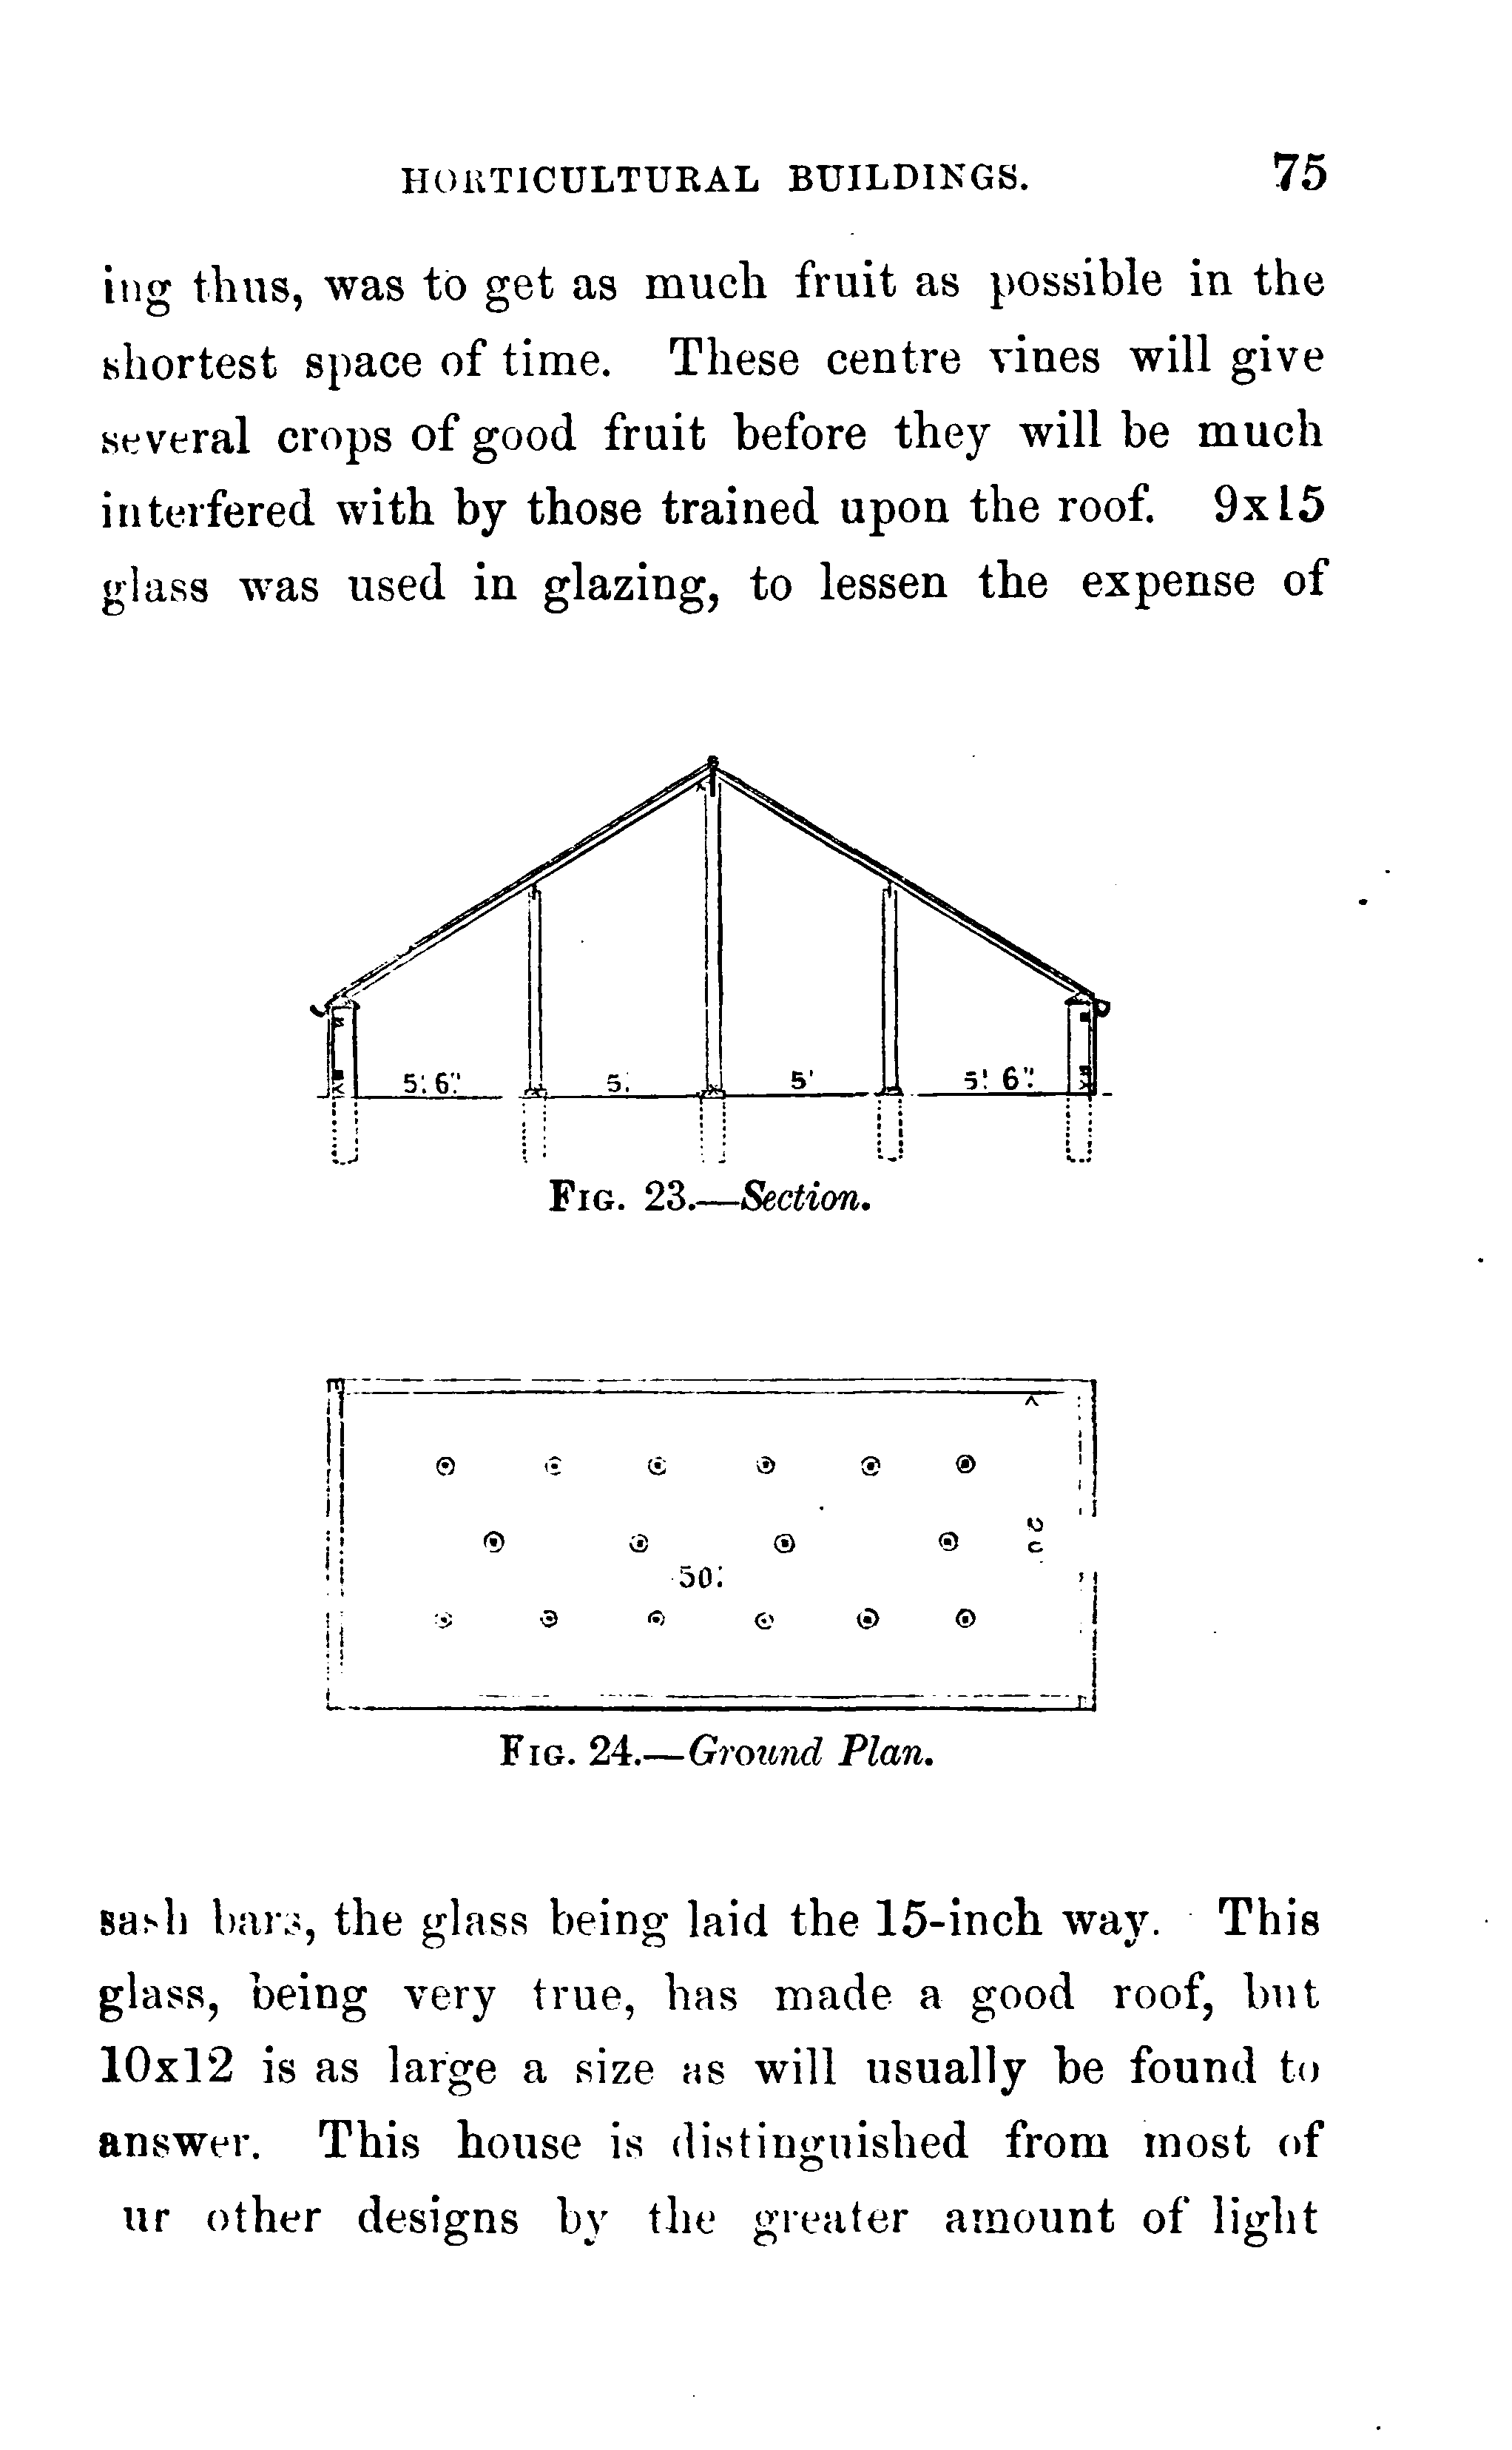 HORTICULTURAL BUILDINGS. 75
ing thus, was to get as much fruit as possible in the
shortest space of time. These centre vines will give
several crops of good fruit before they will be much
interfered with by those trained upon the roof. 9x15
glass was used in glazing, to lessen the expense of
5' 6" 5' 5' 5' 6"
FIG. 23.—Section.
20
50'
FIG. 24.—Ground Plan.
sash bars, the glass being laid the 15-inch way. This
glass, being very true, has made a good roof, but
10x12 is as large a size as will usually be found to
answer. This house is distinguished from most of
ur other designs by the greater amount of light